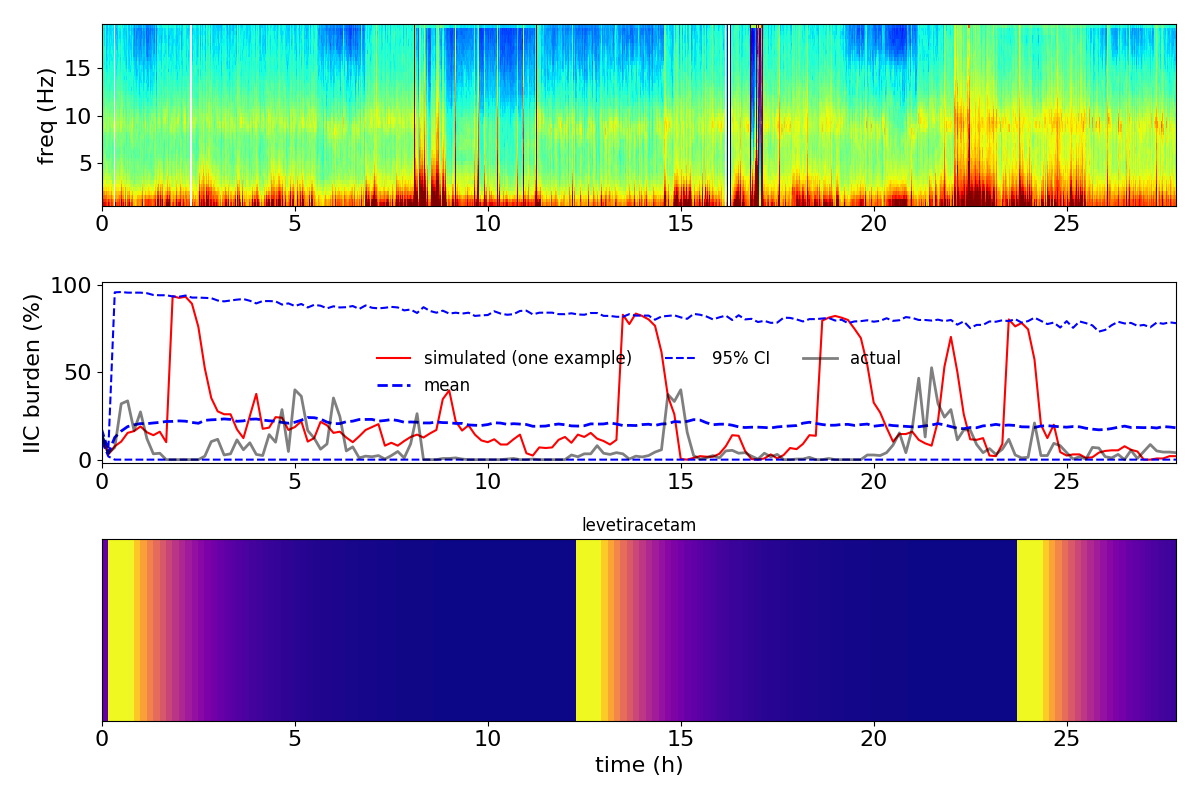 freq (Hz)
15
10
5
0 5 10 15 20 25
IIC burden (%)
100
50
0
simulated (one example) 95% CI actual
mean
0 5 10 15 20 25
levetiracetam
0 5 10 15 20 25
time (h)